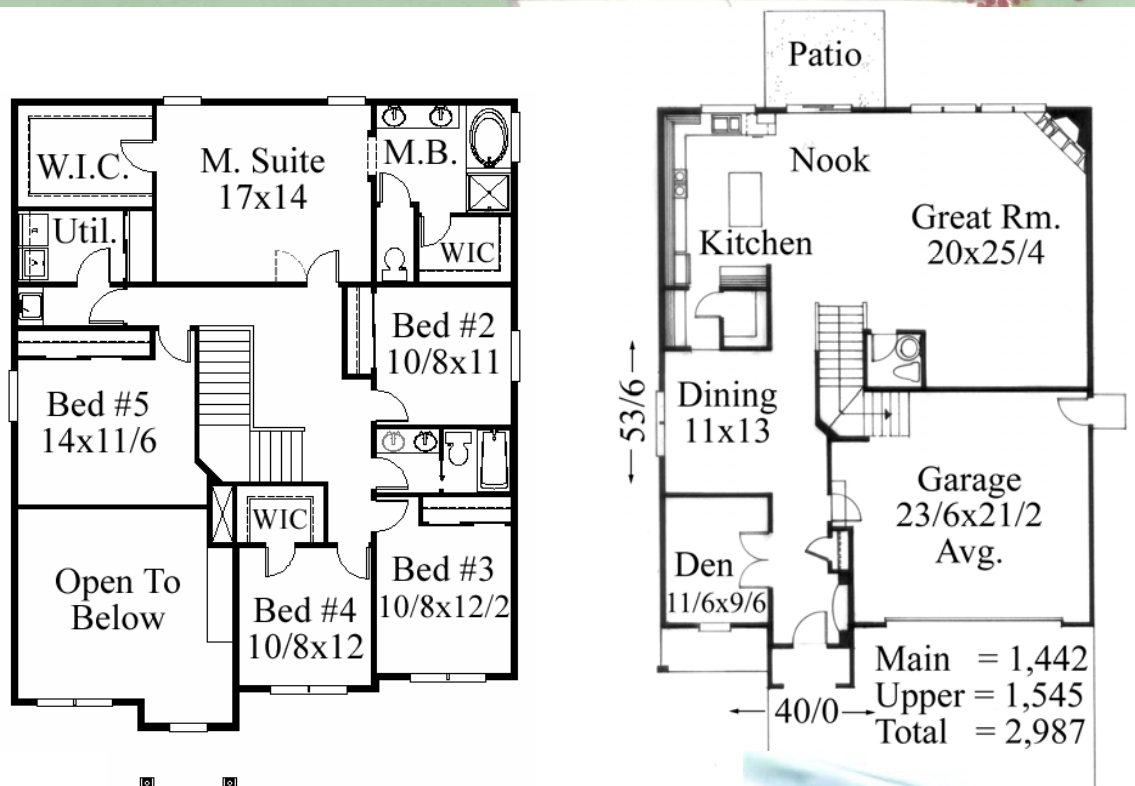 W.I.C.
M. Suite
17x14
M.B.
Util.
WIC
Bed #2
10/8x11
Bed #5
14x11/6
WIC
Bed #3
10/8x12/2
Open To
Below
Bed #4
10/8x12
Patio
Nook
Great Rm.
20x25/4
Kitchen
53/6
Dining
11x13
Garage
23/6x21/2
Avg.
Den
11/6x9/6
40/0
Main = 1,442
Upper = 1,545
Total = 2,987